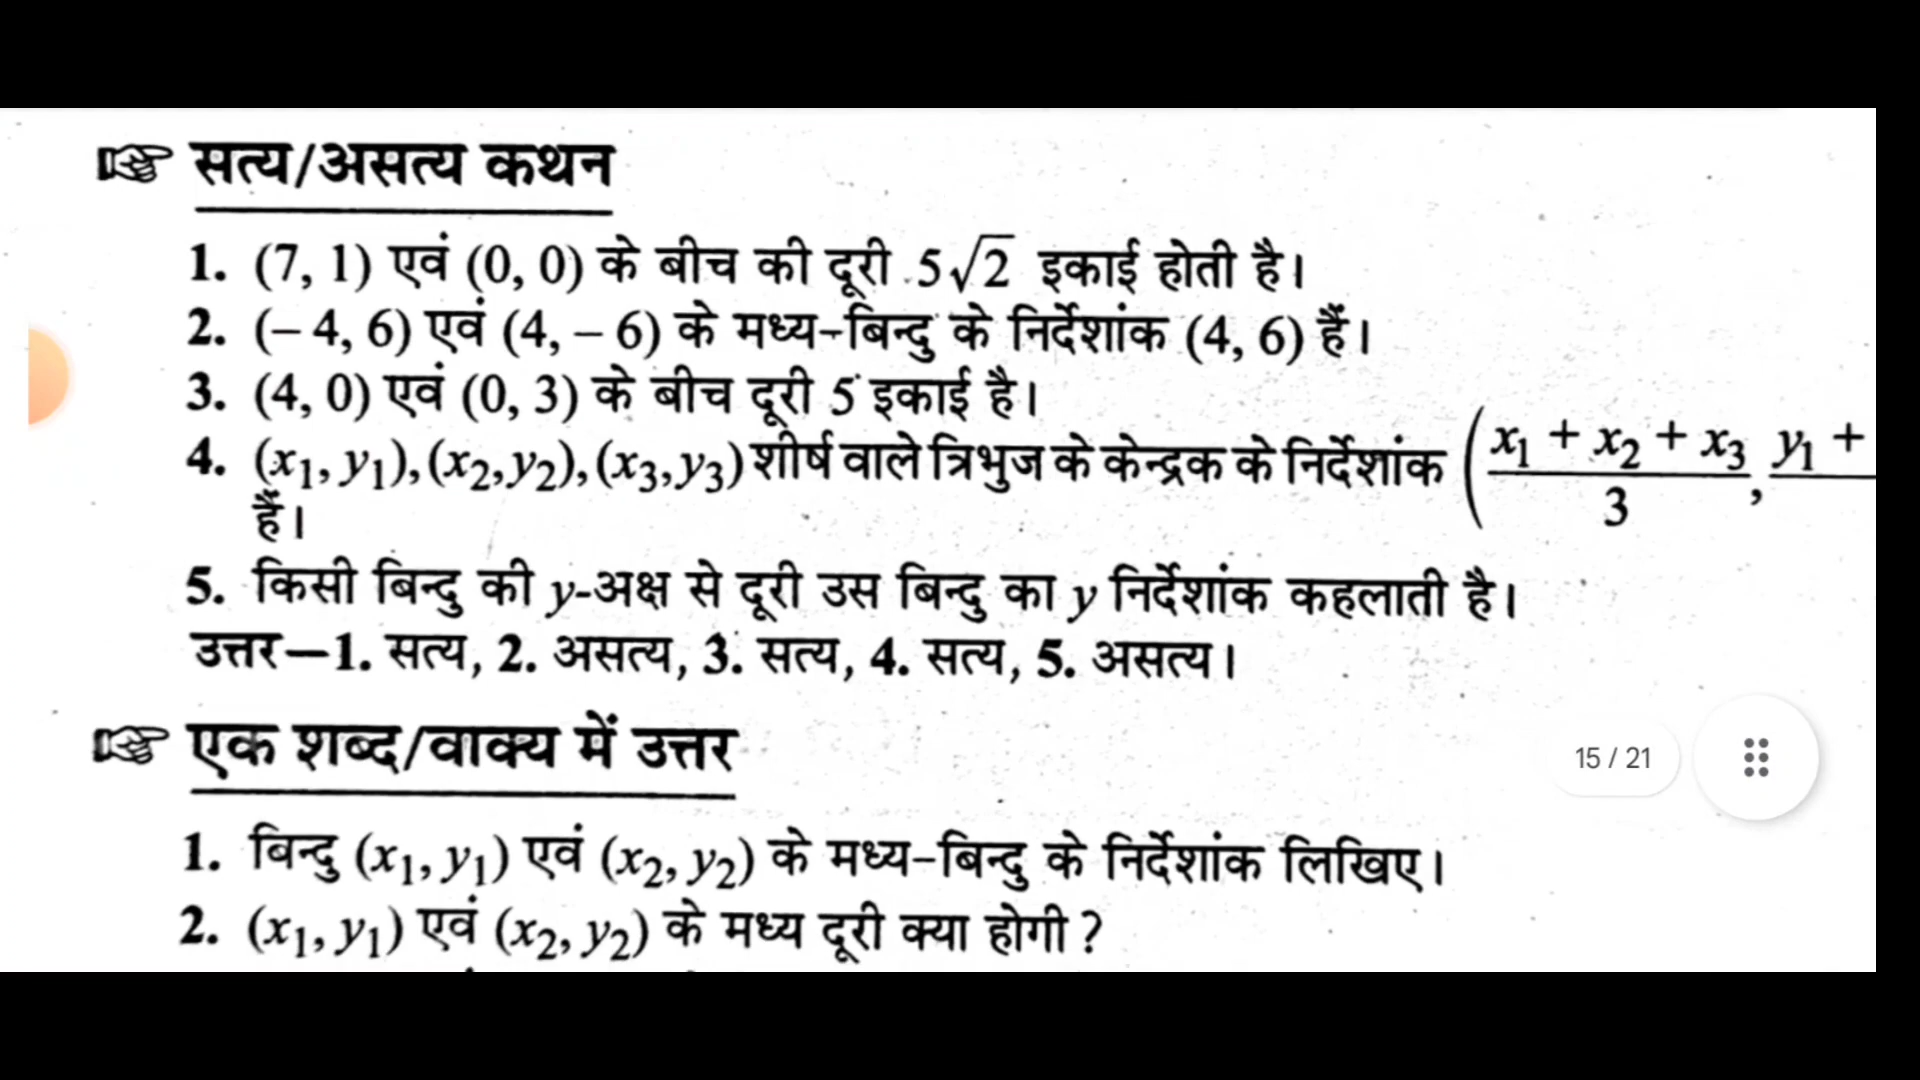 ☞ सत्य/असत्य कथन
1. (7, 1) एवं (0, 0) के बीच की दूरी 5√2 इकाई होती है।
2. (– 4, 6) एवं (4, – 6) के मध्य-बिन्दु के निर्देशांक (4, 6) हैं।
3. (4, 0) एवं (0, 3) के बीच दूरी 5 इकाई है।
4. (x₁, y₁), (x₂, y₂), (x₃, y₃) शीर्ष वाले त्रिभुज के केन्द्रक के निर्देशांक ((x₁ + x₂ + x₃)/3, y₁ +
हैं।
5. किसी बिन्दु की y-अक्ष से दूरी उस बिन्दु का y निर्देशांक कहलाती है।
उत्तर—1. सत्य, 2. असत्य, 3. सत्य, 4. सत्य, 5. असत्य।
☞ एक शब्द/वाक्य में उत्तर
15 / 21
1. बिन्दु (x₁, y₁) एवं (x₂, y₂) के मध्य-बिन्दु के निर्देशांक लिखिए।
2. (x₁, y₁) एवं (x₂, y₂) के मध्य दूरी क्या होगी ?